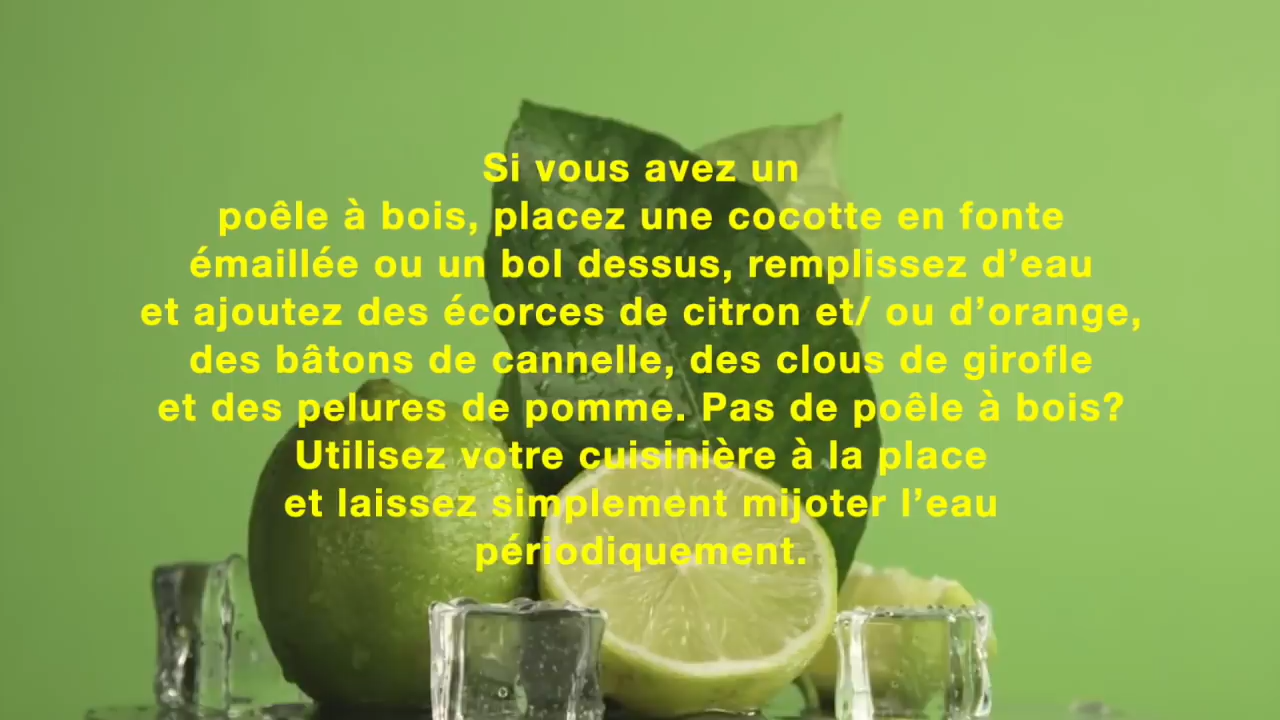 Si vous avez un
poêle à bois, placez une cocotte en fonte
émaillée ou un bol dessus, remplissez d’eau
et ajoutez des écorces de citron et/ ou d’orange,
des bâtons de cannelle, des clous de girofle
et des pelures de pomme. Pas de poêle à bois?
Utilisez votre cuisinière à la place
et laissez simplement mijoter l’eau
périodiquement.